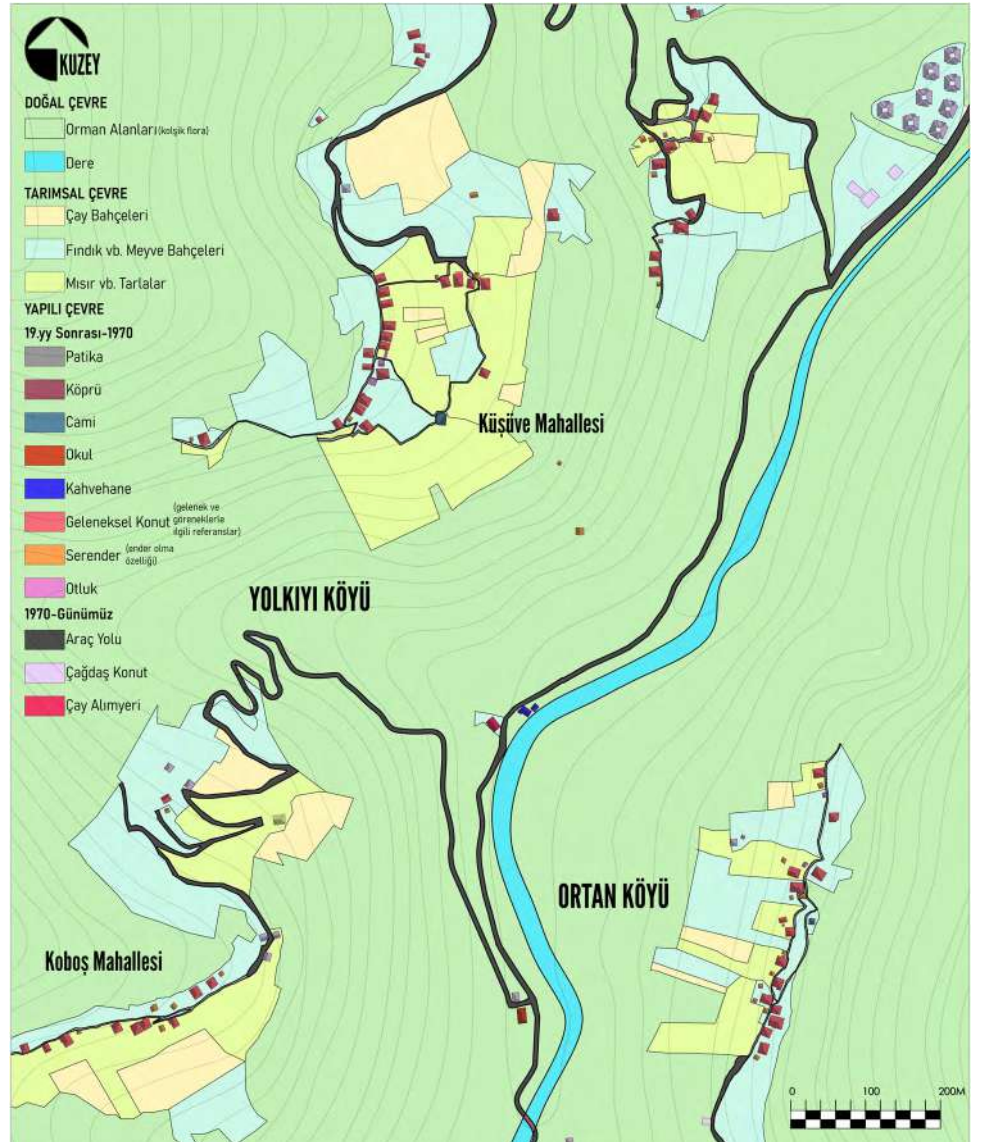 KUZEY
DOĞAL ÇEVRE
Orman Alanları (kolşik flora)
Dere
TARIMSAL ÇEVRE
Çay Bahçeleri
Fındık vb. Meyve Bahçeleri
Mısır vb. Tarlalar
YAPILI ÇEVRE
19.yy Sonrası-1970
Patika
Köprü
Cami
Okul
Kahvehane
Geleneksel Konut (gelenek ve
göreneklerle
ilgili referanslar)
Serender (ender olma
özelliği)
Otluk
1970-Günümüz
Araç Yolu
Çağdaş Konut
Çay Alımyeri
Küşüve Mahallesi
YOLKIYI KÖYÜ
ORTAN KÖYÜ
Koboş Mahallesi
0 100 200M